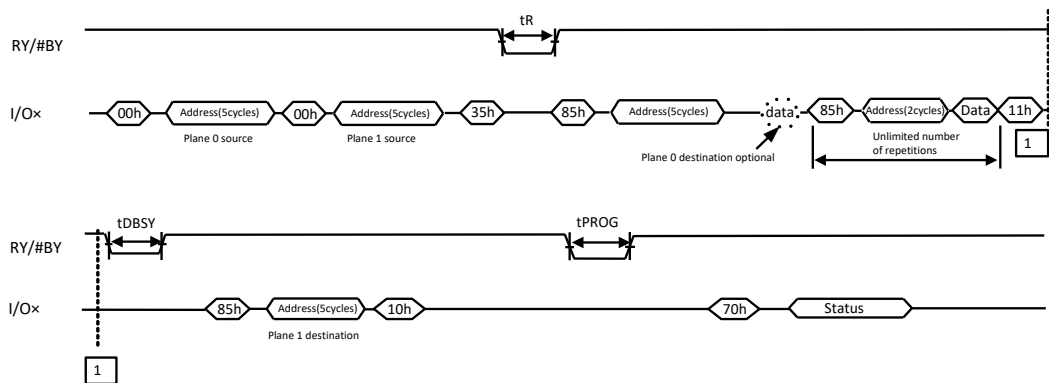 tR
RY/#BY
I/O×
00h
Address(5cycles)
00h
Address(5cycles)
35h
85h
Address(5cycles)
data
85h
Address(2cycles)
Data
11h
Plane 0 source
Plane 1 source
Plane 0 destination optional
Unlimited number
of repetitions
1
tDBSY
tPROG
RY/#BY
I/O×
85h
Address(5cycles)
10h
70h
Status
Plane 1 destination
1